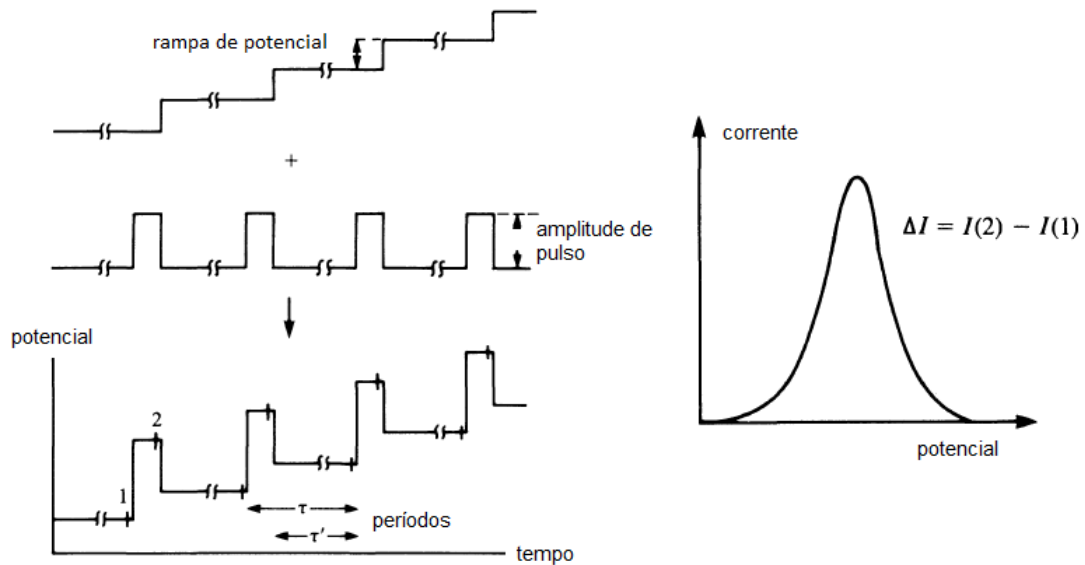 rampa de potencial
+
amplitude de
pulso
potencial
2
1
τ
períodos
τ'
tempo
corrente
ΔI = I(2) − I(1)
potencial